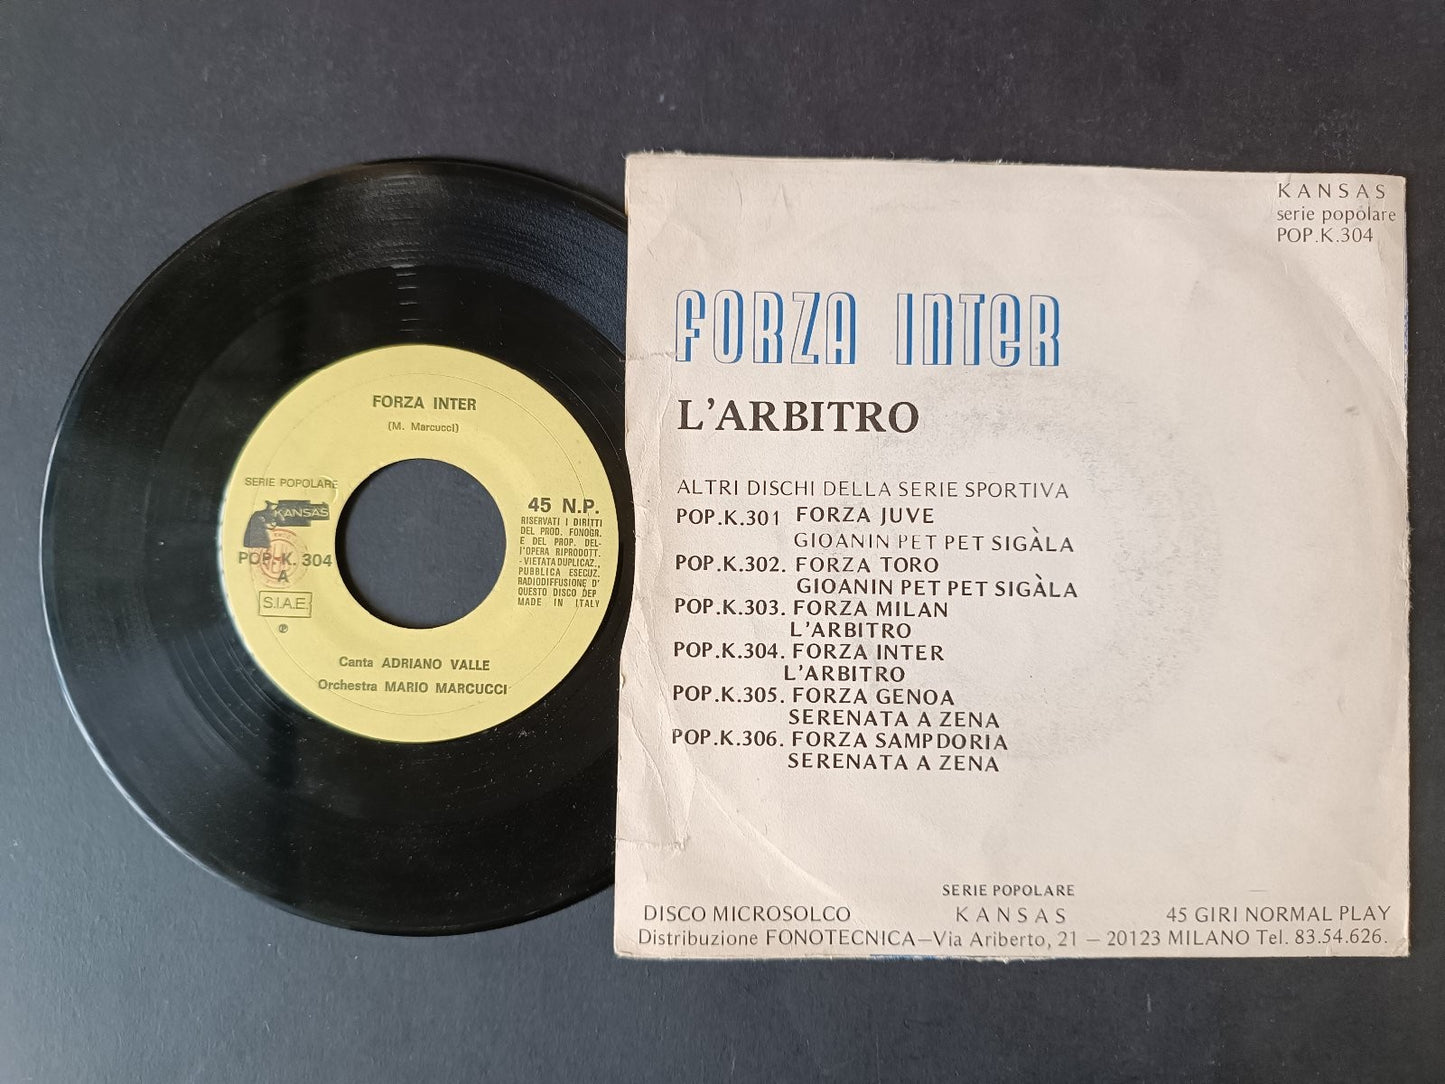 FORZA INTER
(M. Marcucci)
SERIE POPOLARE
KANSAS
POP.-K. 304
A
S.I.A.E.
℗
45 N.P.
RISERVATI I DIRITTI
DEL PROD. FONOGR.
E DEL PROP. DEL-
L'OPERA RIPRODOTT.
- VIETATA DUPLICAZ.,
PUBBLICA ESECUZ.
RADIODIFFUSIONE D'
QUESTO DISCO DEP
MADE IN ITALY
Canta ADRIANO VALLE
Orchestra MARIO MARCUCCI
KANSAS
serie popolare
POP.K.304
FORZA INTER
L'ARBITRO
ALTRI DISCHI DELLA SERIE SPORTIVA
POP.K.301 FORZA JUVE
GIOANIN PET PET SIGÀLA
POP.K.302. FORZA TORO
GIOANIN PET PET SIGÀLA
POP.K.303. FORZA MILAN
L'ARBITRO
POP.K.304. FORZA INTER
L'ARBITRO
POP.K.305. FORZA GENOA
SERENATA A ZENA
POP.K.306. FORZA SAMPDORIA
SERENATA A ZENA
SERIE POPOLARE
DISCO MICROSOLCO KANSAS 45 GIRI NORMAL PLAY
Distribuzione FONOTECNICA—Via Ariberto, 21 — 20123 MILANO Tel. 83.54.626.